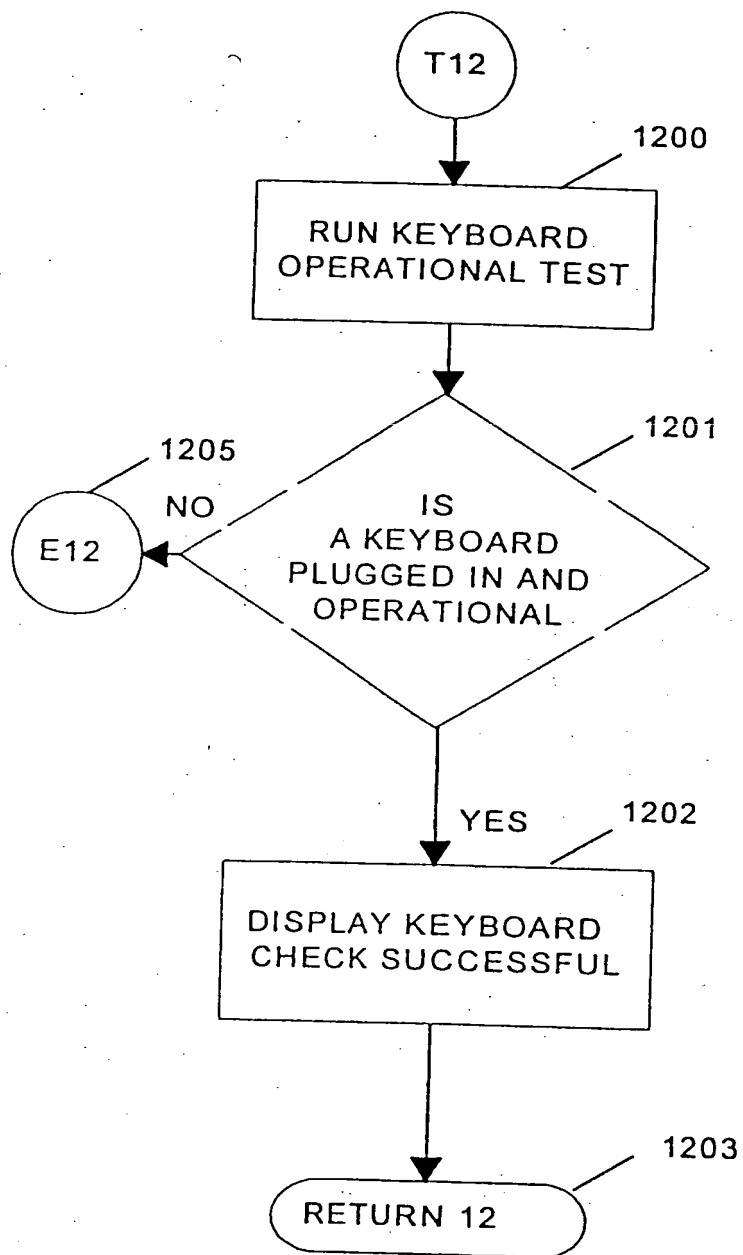 T12
1200
RUN KEYBOARD
OPERATIONAL TEST
1201
1205
NO
E12
IS
A KEYBOARD
PLUGGED IN AND
OPERATIONAL
YES
1202
DISPLAY KEYBOARD
CHECK SUCCESSFUL
1203
RETURN 12